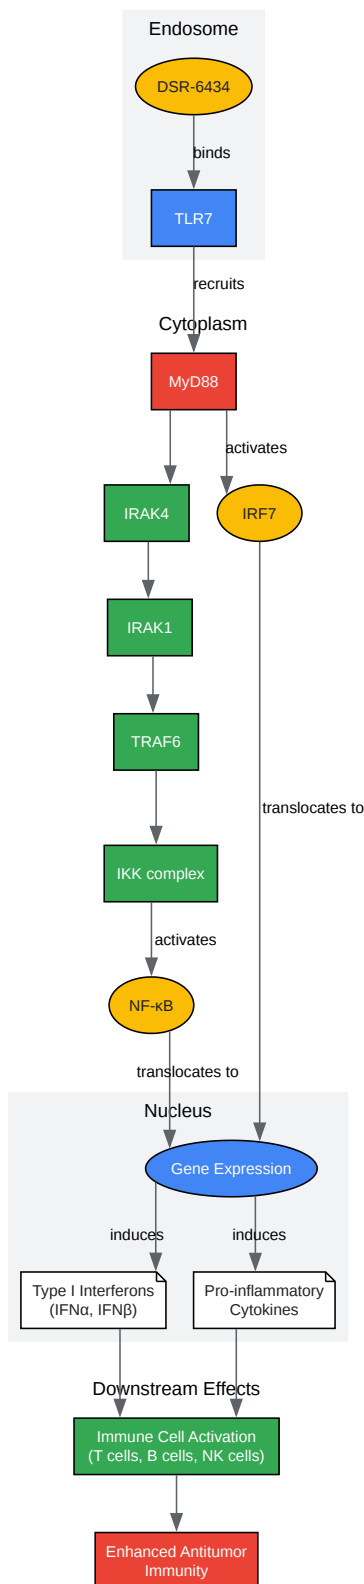 Endosome
DSR-6434
binds
TLR7
recruits
Cytoplasm
MyD88
activates
IRAK4
IRF7
IRAK1
TRAF6
translocates to
IKK complex
activates
NF-κB
translocates to
Nucleus
Gene Expression
induces
induces
Type I Interferons
(IFNα, IFNβ)
Pro-inflammatory
Cytokines
Downstream Effects
Immune Cell Activation
(T cells, B cells, NK cells)
Enhanced Antitumor
Immunity